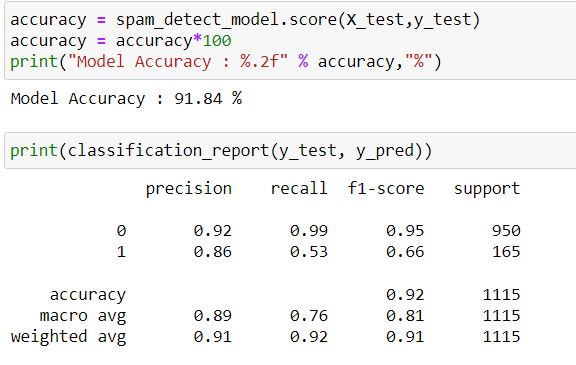 accuracy = spam_detect_model.score(X_test,y_test)
accuracy = accuracy*100
print("Model Accuracy : %.2f" % accuracy,"%")
Model Accuracy : 91.84 %
print(classification_report(y_test, y_pred))
precision recall f1-score support
0 0.92 0.99 0.95 950
1 0.86 0.53 0.66 165
accuracy 0.92 1115
macro avg 0.89 0.76 0.81 1115
weighted avg 0.91 0.92 0.91 1115